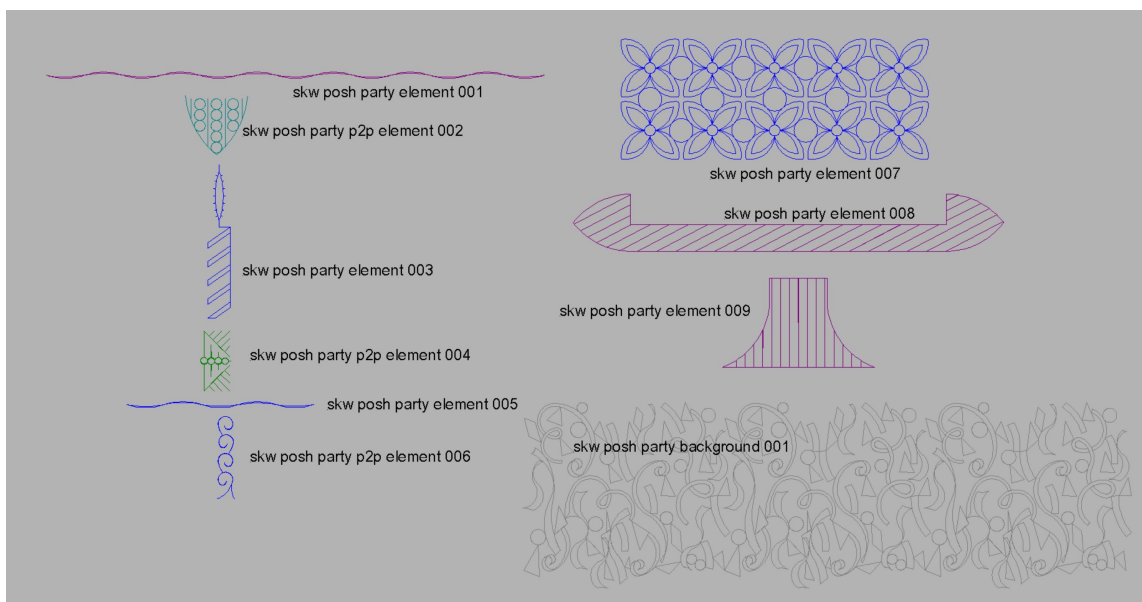 skw posh party element 001
skw posh party p2p element 002
skw posh party element 003
skw posh party p2p element 004
skw posh party element 005
skw posh party p2p element 006
skw posh party element 007
skw posh party element 008
skw posh party element 009
skw posh party background 001